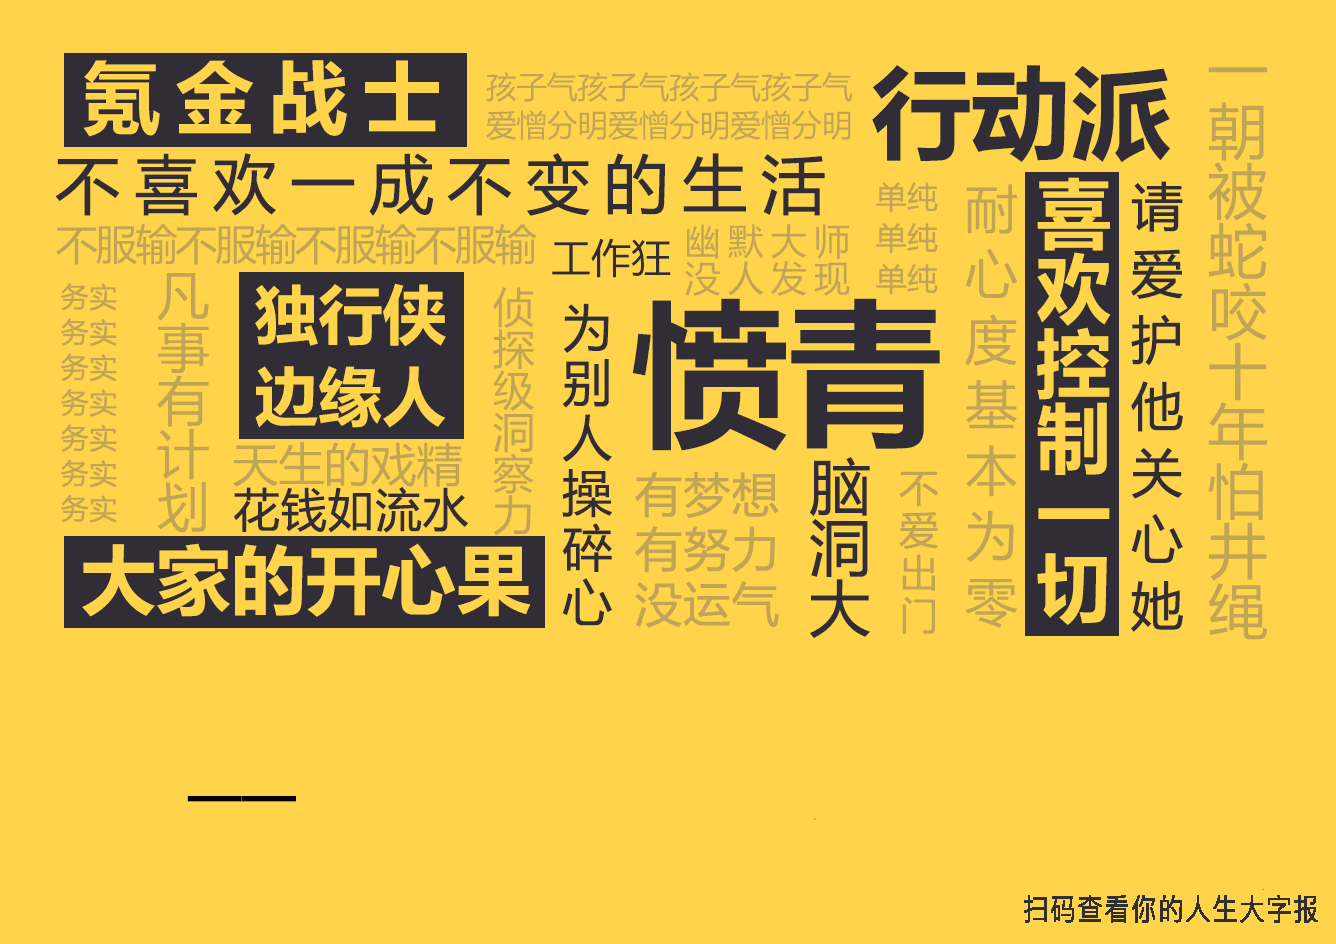 氪金战士
孩子气孩子气孩子气孩子气
爱憎分明爱憎分明爱憎分明
行动派
一朝被蛇咬十年怕井绳
不喜欢一成不变的生活
单纯
单纯
单纯
耐心度基本为零
喜欢控制一切
请爱护他关心她
不服输不服输不服输不服输
工作狂
幽默大师
没人发现
务实
务实
务实
务实
务实
务实
务实
凡事有计划
独行侠
边缘人
侦探级洞察力
为别人操碎心
愤青
天生的戏精
花钱如流水
大家的开心果
有梦想
有努力
没运气
脑洞大
不爱出门
——
扫码查看你的人生大字报